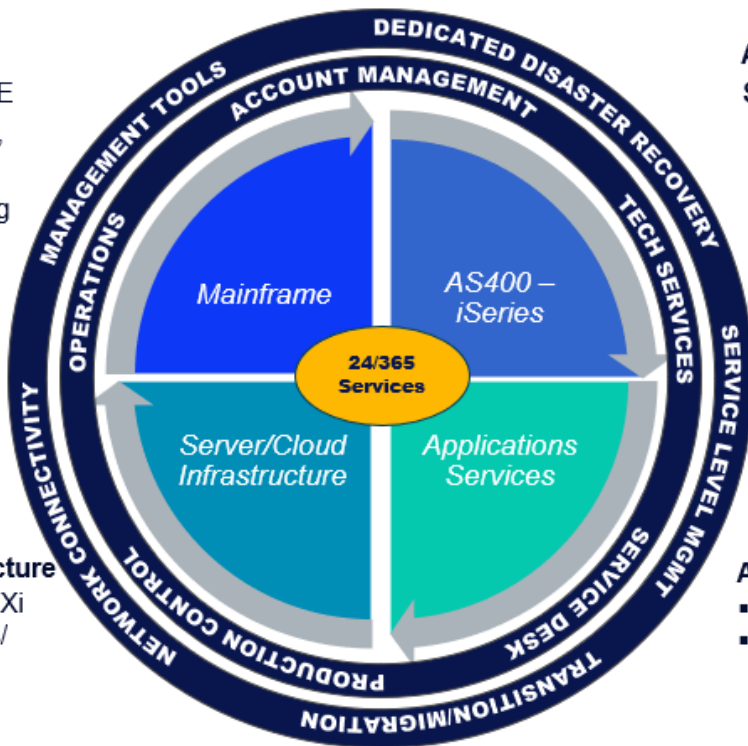 DEDICATED DISASTER RECOVERY
SERVICE LEVEL MGMT
TRANSITION/MIGRATION
NETWORK CONNECTIVITY
MANAGEMENT TOOLS
ACCOUNT MANAGEMENT
TECH SERVICES
SERVICE DESK
PRODUCTION CONTROL
OPERATIONS
Mainframe
AS400 –
iSeries
24/365
Services
Server/Cloud
Infrastructure
Applications
Services